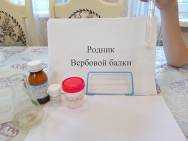 Родник
Вербовой балки